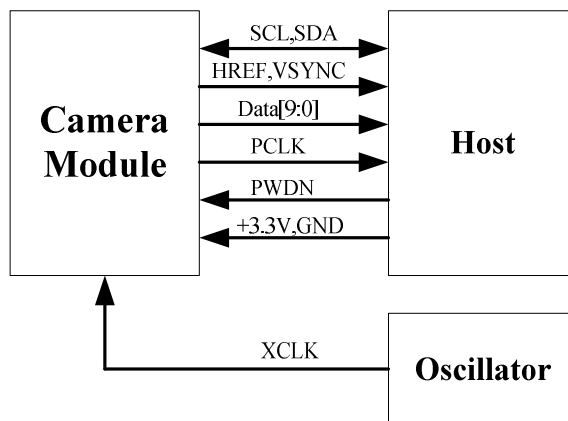 Camera
Module
SCL,SDA
HREF,VSYNC
Data[9:0]
PCLK
PWDN
+3.3V,GND
Host
XCLK
Oscillator